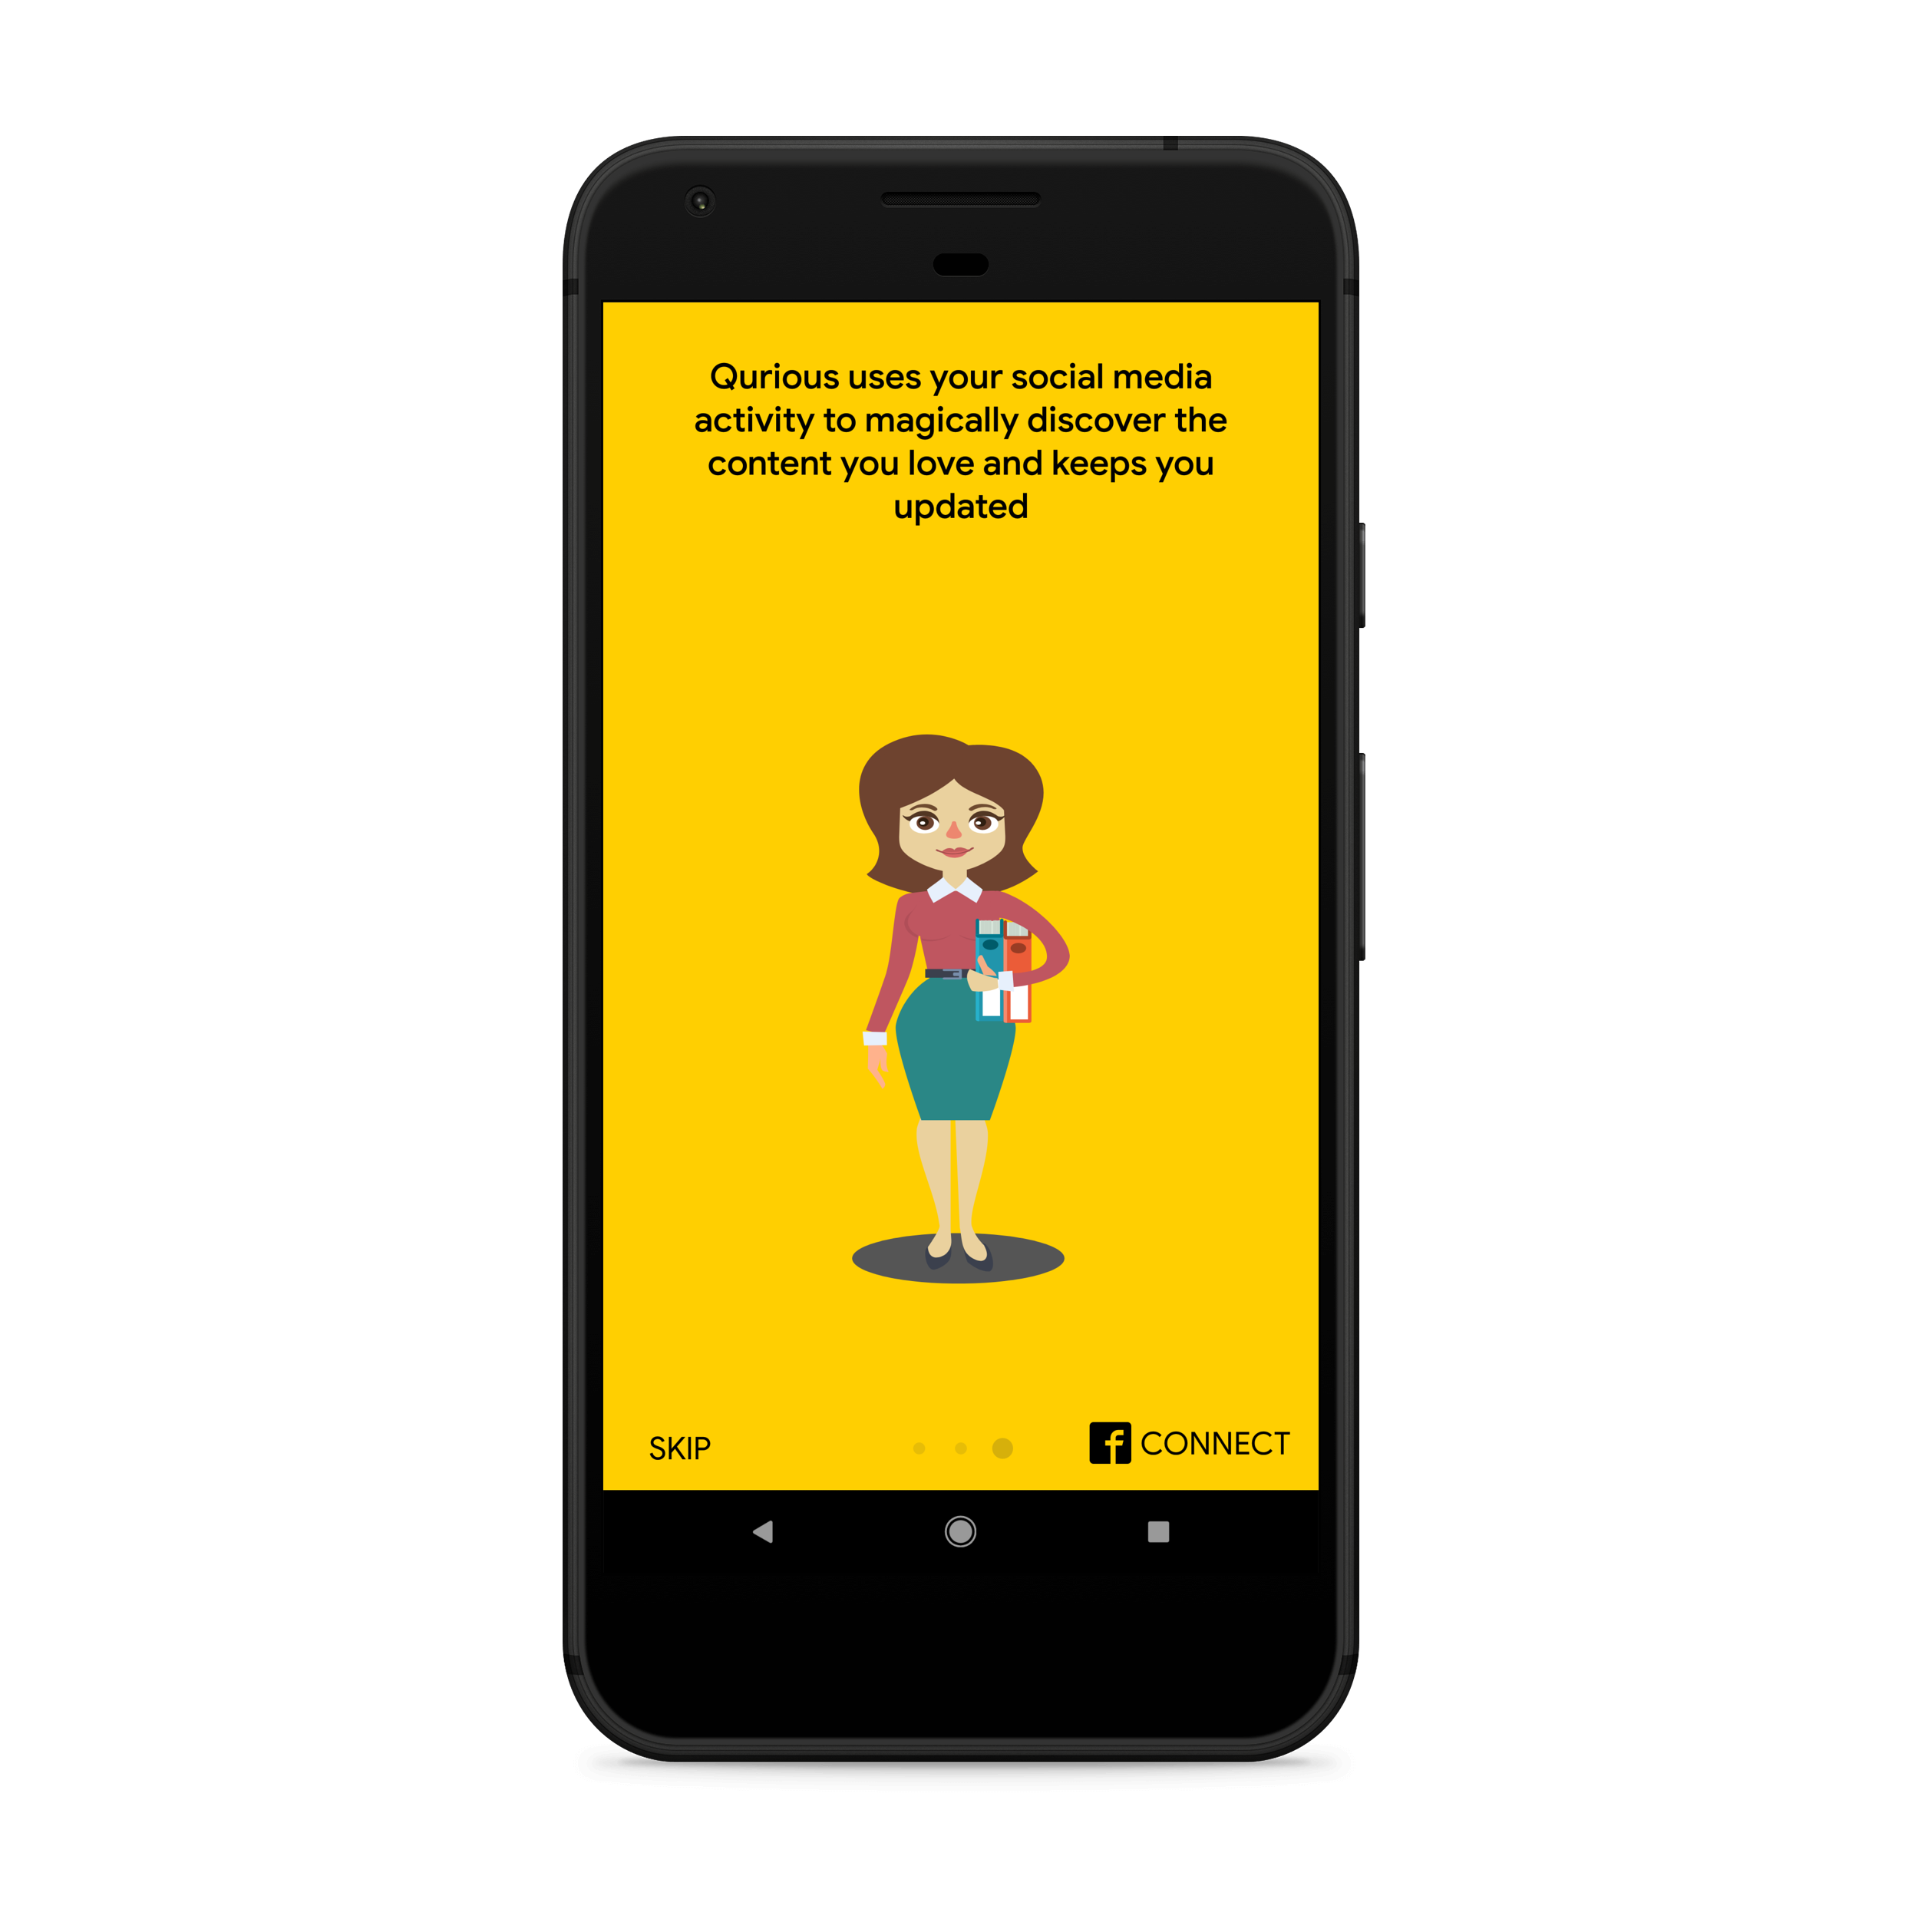 Qurious uses your social media
activity to magically discover the
content you love and keeps you
updated
SKIP
f CONNECT